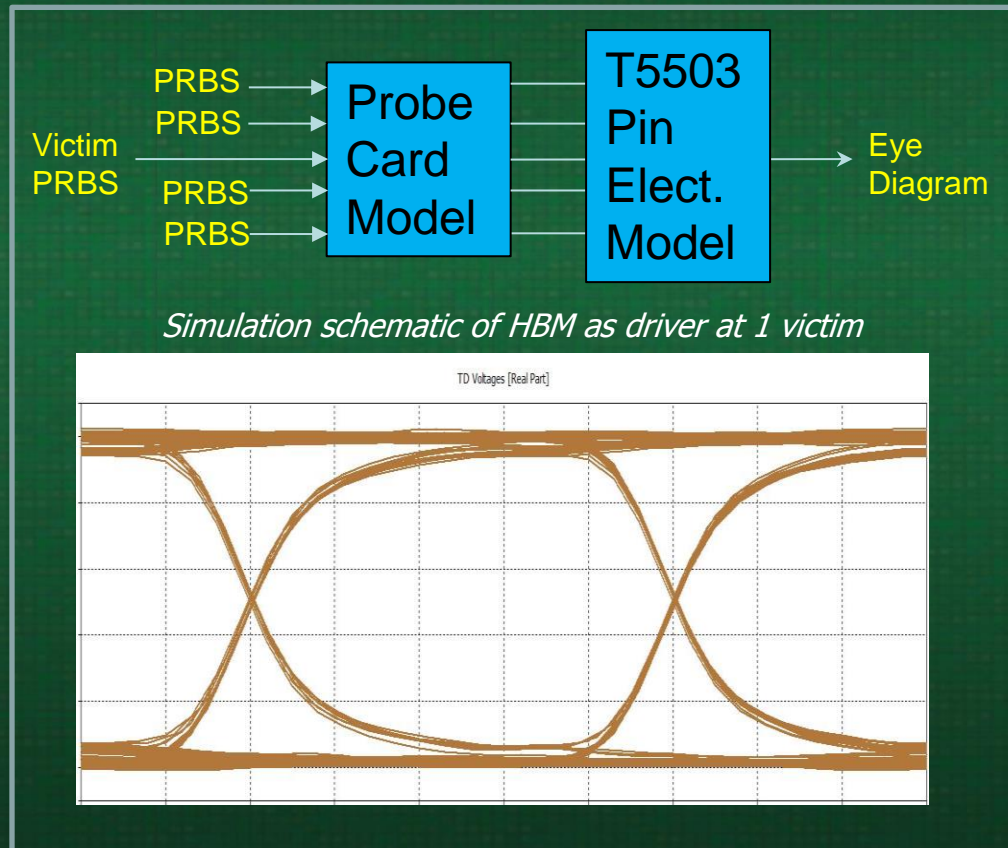 PRBS
PRBS
Victim
PRBS
PRBS
PRBS
Probe
Card
Model
T5503
Pin
Elect.
Model
Eye
Diagram
Simulation schematic of HBM as driver at 1 victim
TD Voltages [Real Part]